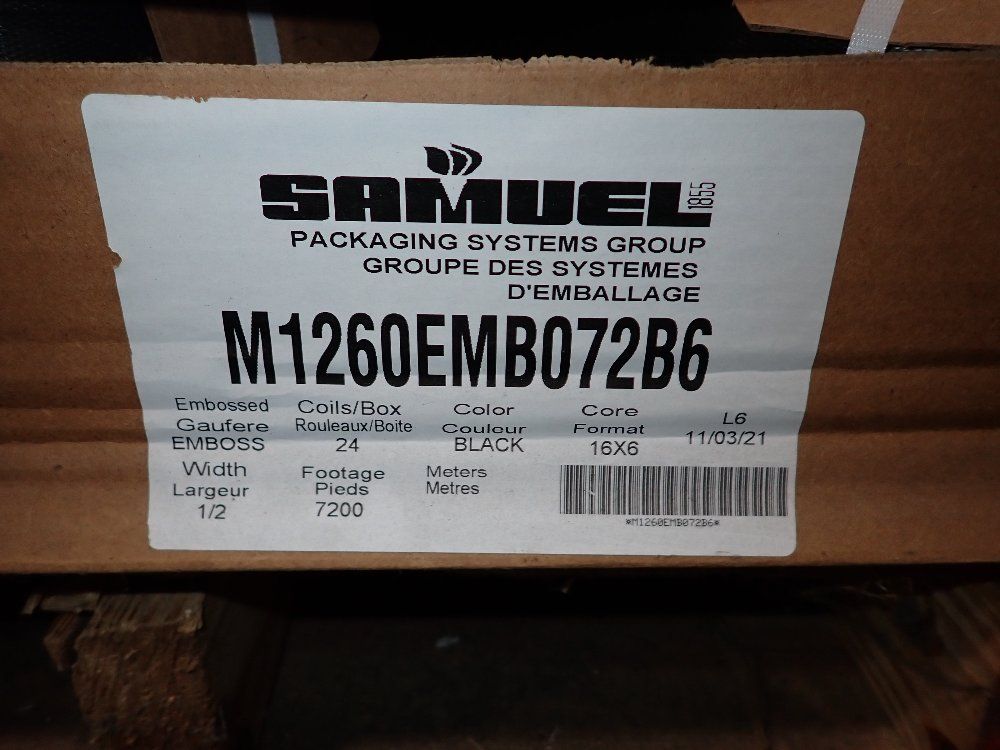 SAMUEL 1855
PACKAGING SYSTEMS GROUP
GROUPE DES SYSTEMES
D'EMBALLAGE
M1260EMB072B6
Embossed Coils/Box Color Core L6
Gaufere Rouleaux/Boite Couleur Format 11/03/21
EMBOSS 24 BLACK 16X6
Width Footage Meters
Largeur Pieds Metres
1/2 7200
*M1260EMB072B6*